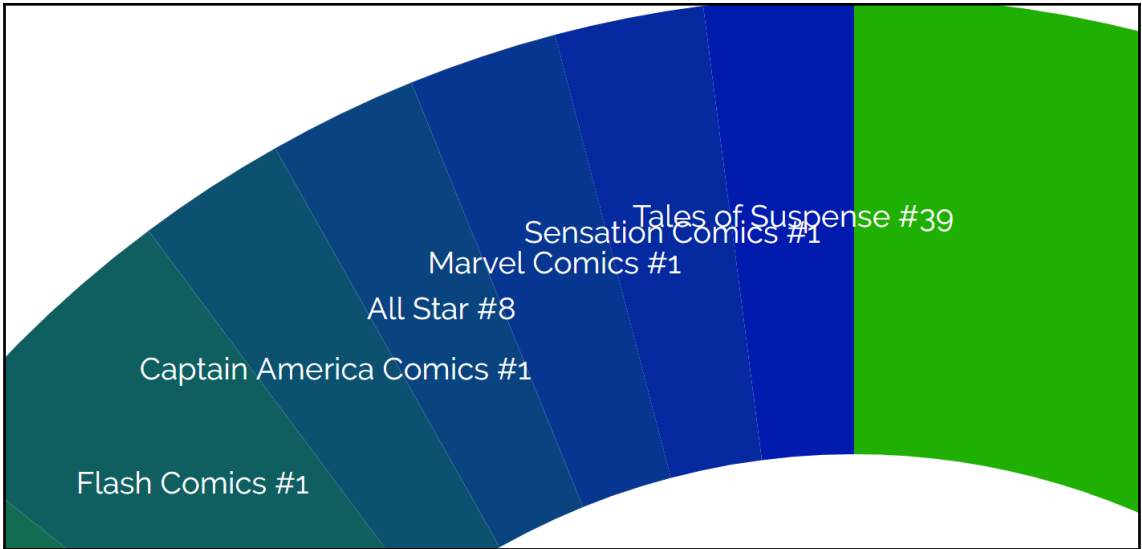 Tales of Suspense #39
Sensation Comics #1
Marvel Comics #1
All Star #8
Captain America Comics #1
Flash Comics #1